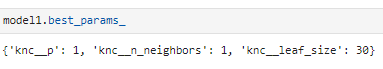 model1.best_params_
{'knc__p': 1, 'knc__n_neighbors': 1, 'knc__leaf_size': 30}